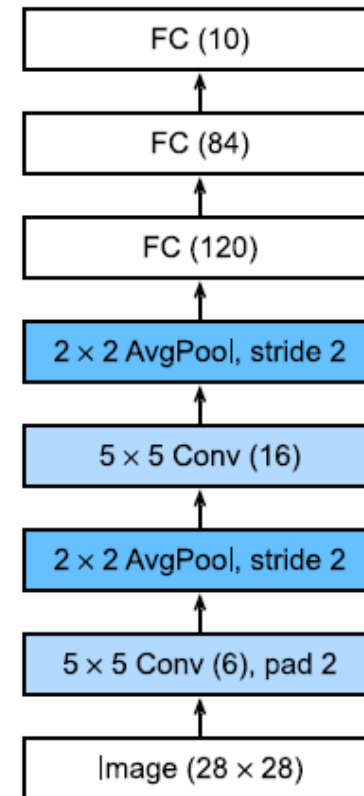 FC (10)
FC (84)
FC (120)
2 × 2 AvgPool, stride 2
5 × 5 Conv (16)
2 × 2 AvgPool, stride 2
5 × 5 Conv (6), pad 2
Image (28 × 28)